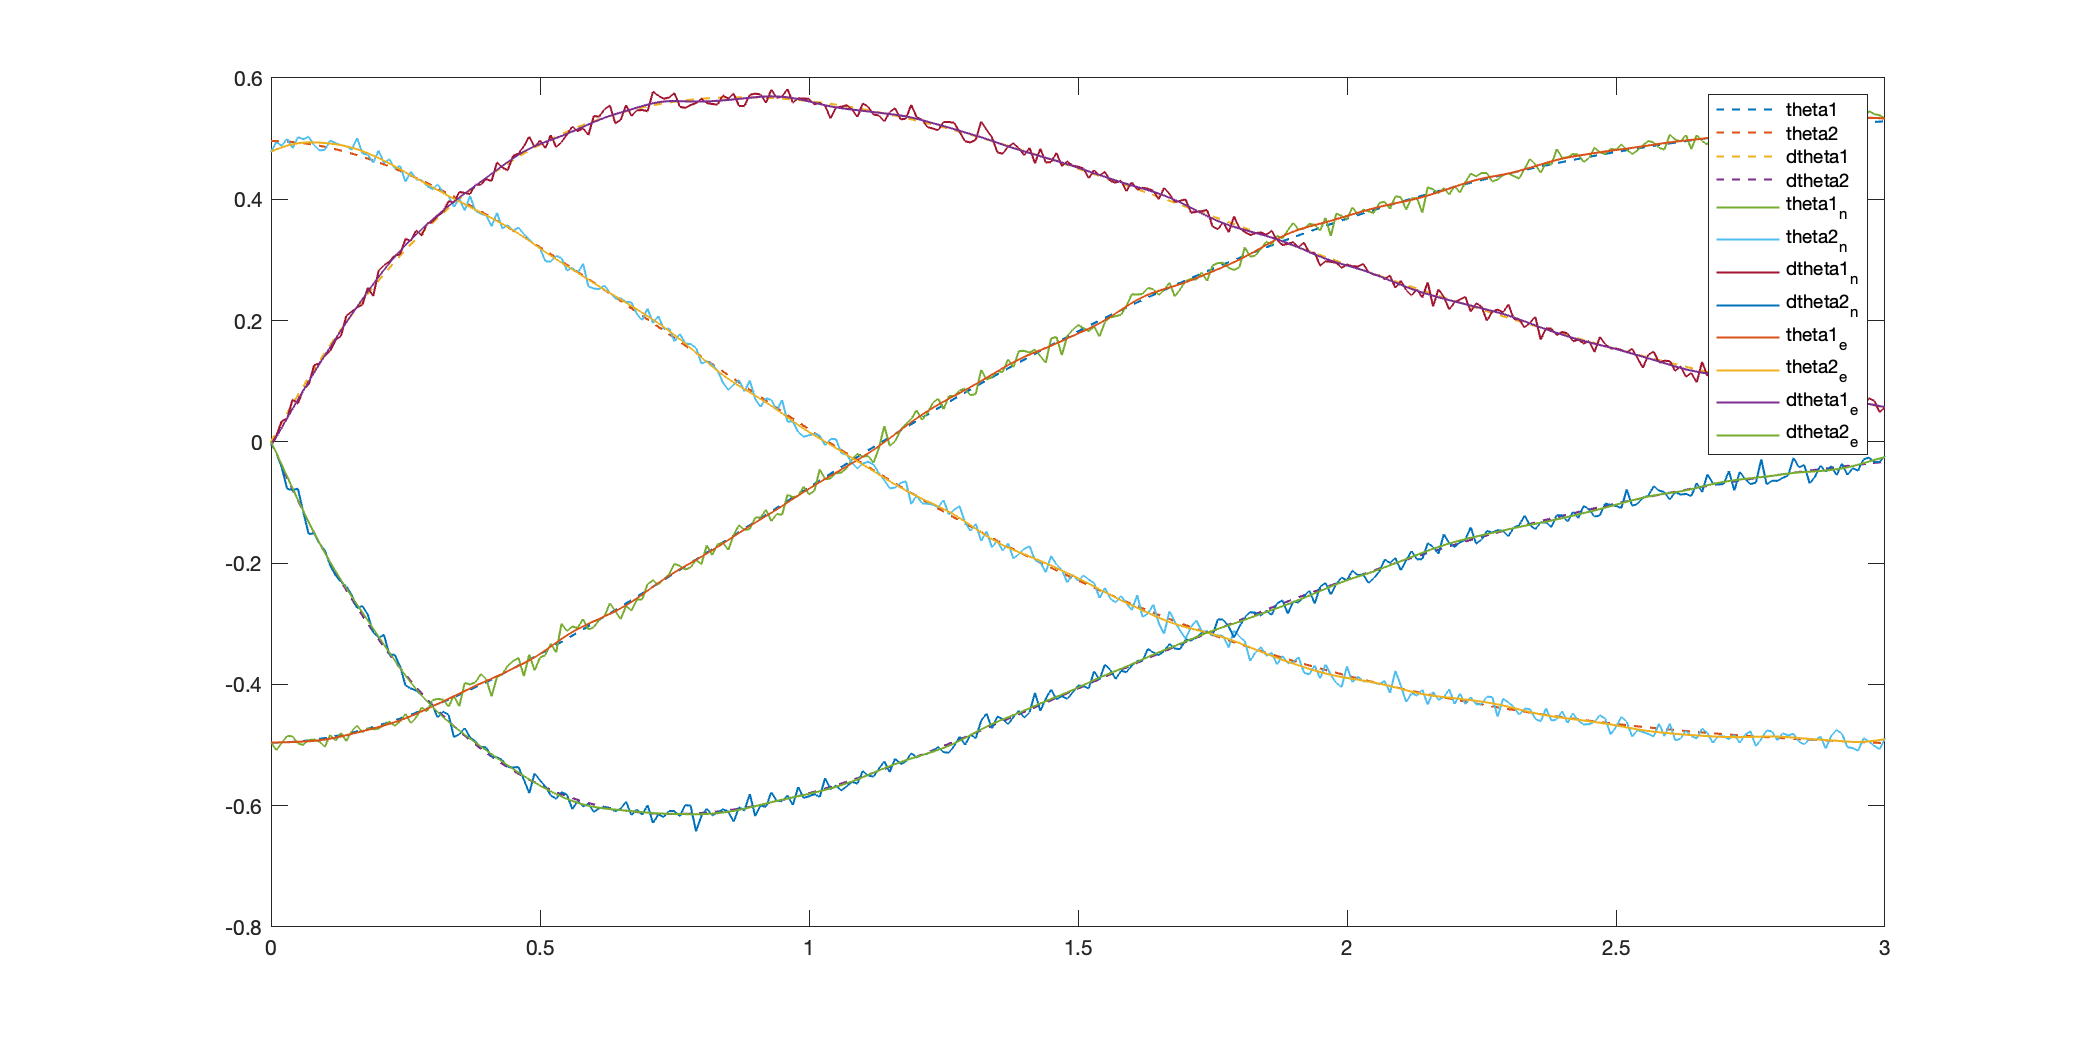 0.6
0.4
0.2
0
-0.2
-0.4
-0.6
-0.8
0
0.5
1
1.5
2
2.5
3
theta1
theta2
dtheta1
dtheta2
theta1n
theta2n
dtheta1n
dtheta2n
theta1e
theta2e
dtheta1e
dtheta2e